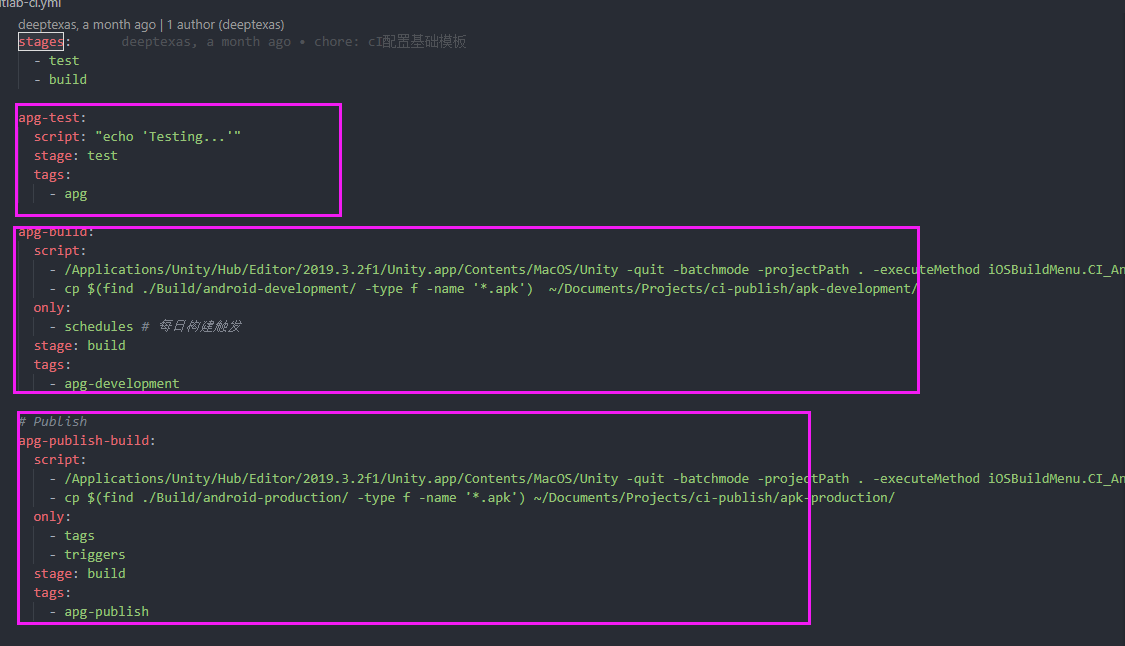 itlab-ci.yml
deeptexas, a month ago | 1 author (deeptexas)
stages: deeptexas, a month ago • chore: cI配置基础模板
- test
- build
apg-test:
script: "echo 'Testing...'"
stage: test
tags:
- apg
apg-build:
script:
- /Applications/Unity/Hub/Editor/2019.3.2f1/Unity.app/Contents/MacOS/Unity -quit -batchmode -projectPath . -executeMethod iOSBuildMenu.CI_An
- cp $(find ./Build/android-development/ -type f -name '*.apk') ~/Documents/Projects/ci-publish/apk-development/
only:
- schedules # 每日构建触发
stage: build
tags:
- apg-development
# Publish
apg-publish-build:
script:
- /Applications/Unity/Hub/Editor/2019.3.2f1/Unity.app/Contents/MacOS/Unity -quit -batchmode -projectPath . -executeMethod iOSBuildMenu.CI_An
- cp $(find ./Build/android-production/ -type f -name '*.apk') ~/Documents/Projects/ci-publish/apk-production/
only:
- tags
- triggers
stage: build
tags:
- apg-publish